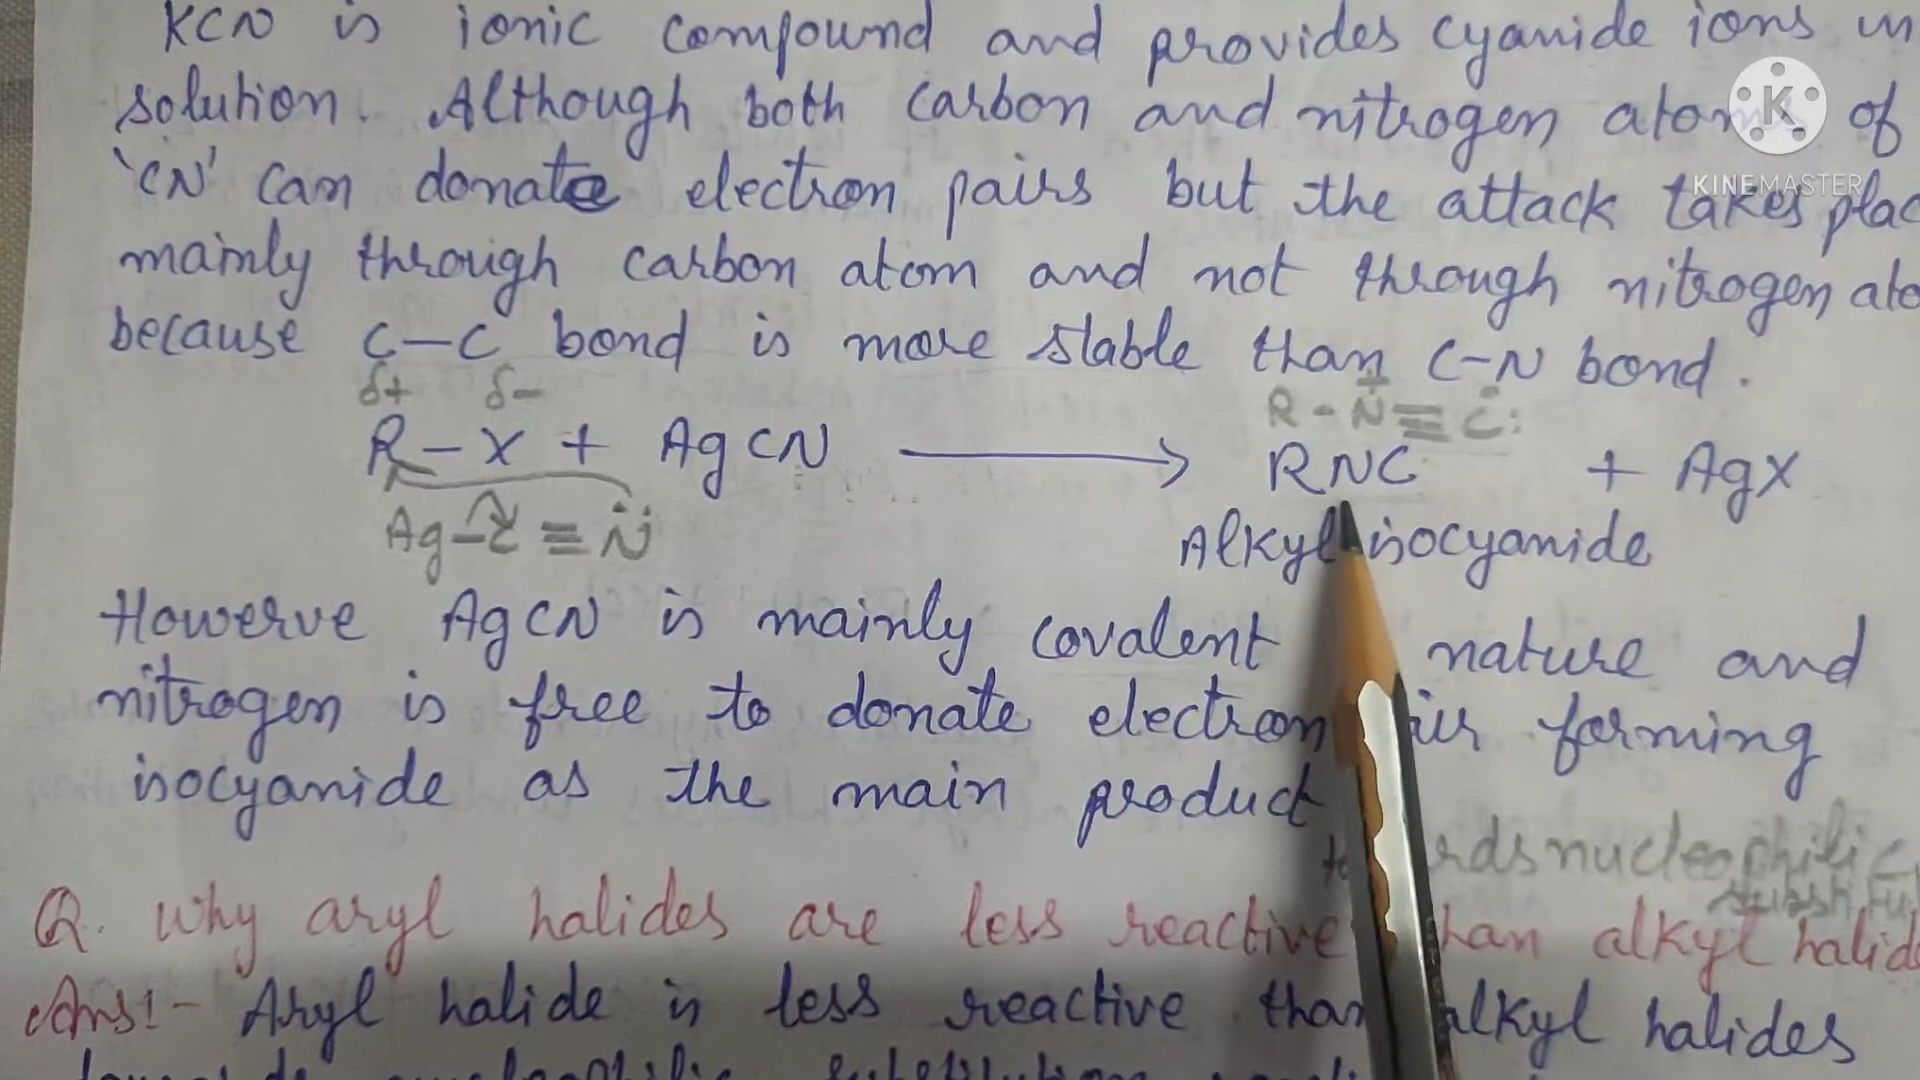 KCN is ionic compound and provides cyanide ions in
solution. Although both carbon and nitrogen atoms of
'CN' can donate electron pairs but the attack takes plac
mainly through carbon atom and not through nitrogen ato
because C-C bond is more stable than C-N bond.
δ+ δ-
R-N⁺≡C̄:
R-X + AgCN → RNC + AgX
Ag-C≡N̈
Alkyl isocyanide
Howerve AgCN is mainly covalent nature and
nitrogen is free to donate electron forming
isocyanide as the main product
nucleophilic
Q. Why aryl halides are less reactive than alkyl halid
Ans:- Aryl halide is less reactive than alkyl halides
K
KINEMASTER